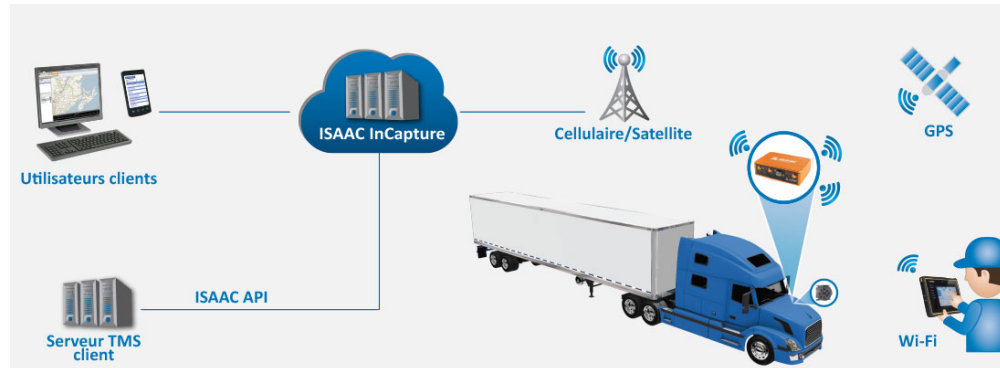 ISAAC InCapture
Cellulaire/Satellite
GPS
Utilisateurs clients
ISAAC API
Serveur TMS
client
Wi-Fi